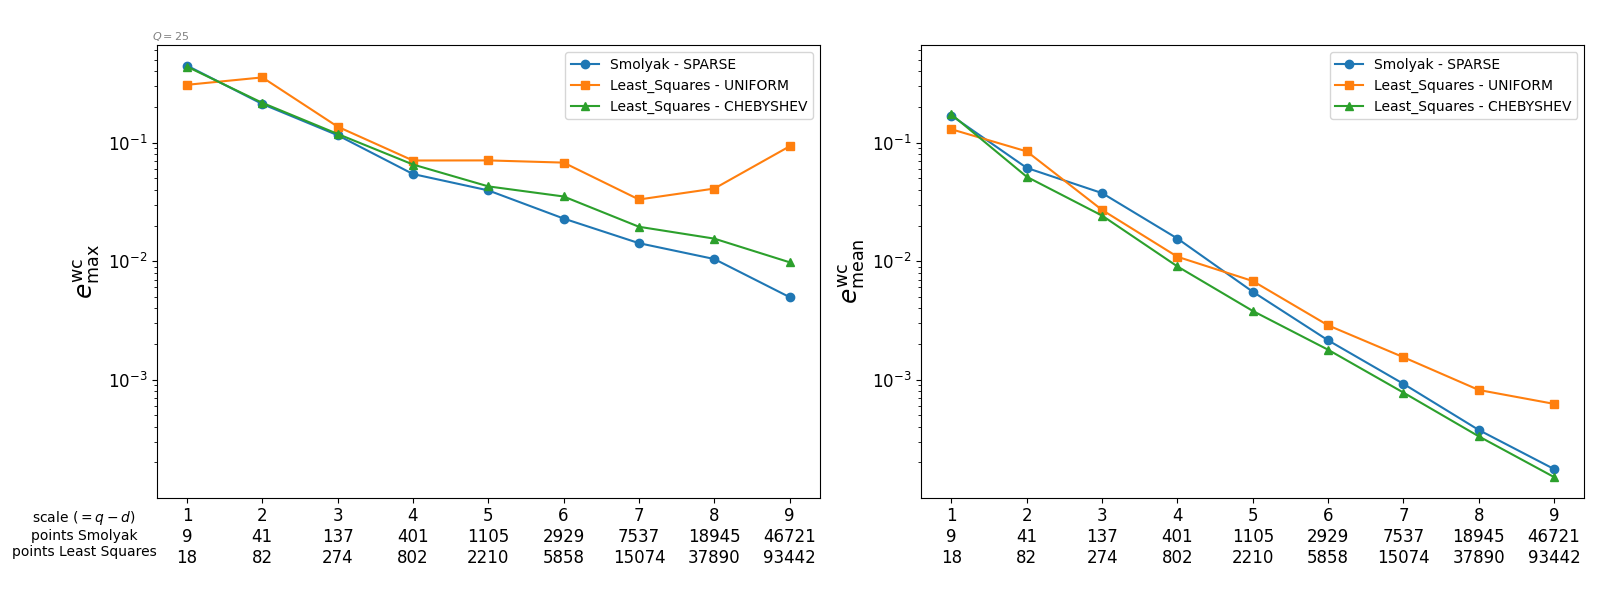 Q = 25
Smolyak - SPARSE
Least_Squares - UNIFORM
Least_Squares - CHEBYSHEV
10⁻¹
10⁻²
10⁻³
e^wc_max
scale (= q − d) 1 2 3 4 5 6 7 8 9
points Smolyak 9 41 137 401 1105 2929 7537 18945 46721
points Least Squares 18 82 274 802 2210 5858 15074 37890 93442
Smolyak - SPARSE
Least_Squares - UNIFORM
Least_Squares - CHEBYSHEV
10⁻¹
10⁻²
10⁻³
e^wc_mean
1 2 3 4 5 6 7 8 9
9 41 137 401 1105 2929 7537 18945 46721
18 82 274 802 2210 5858 15074 37890 93442